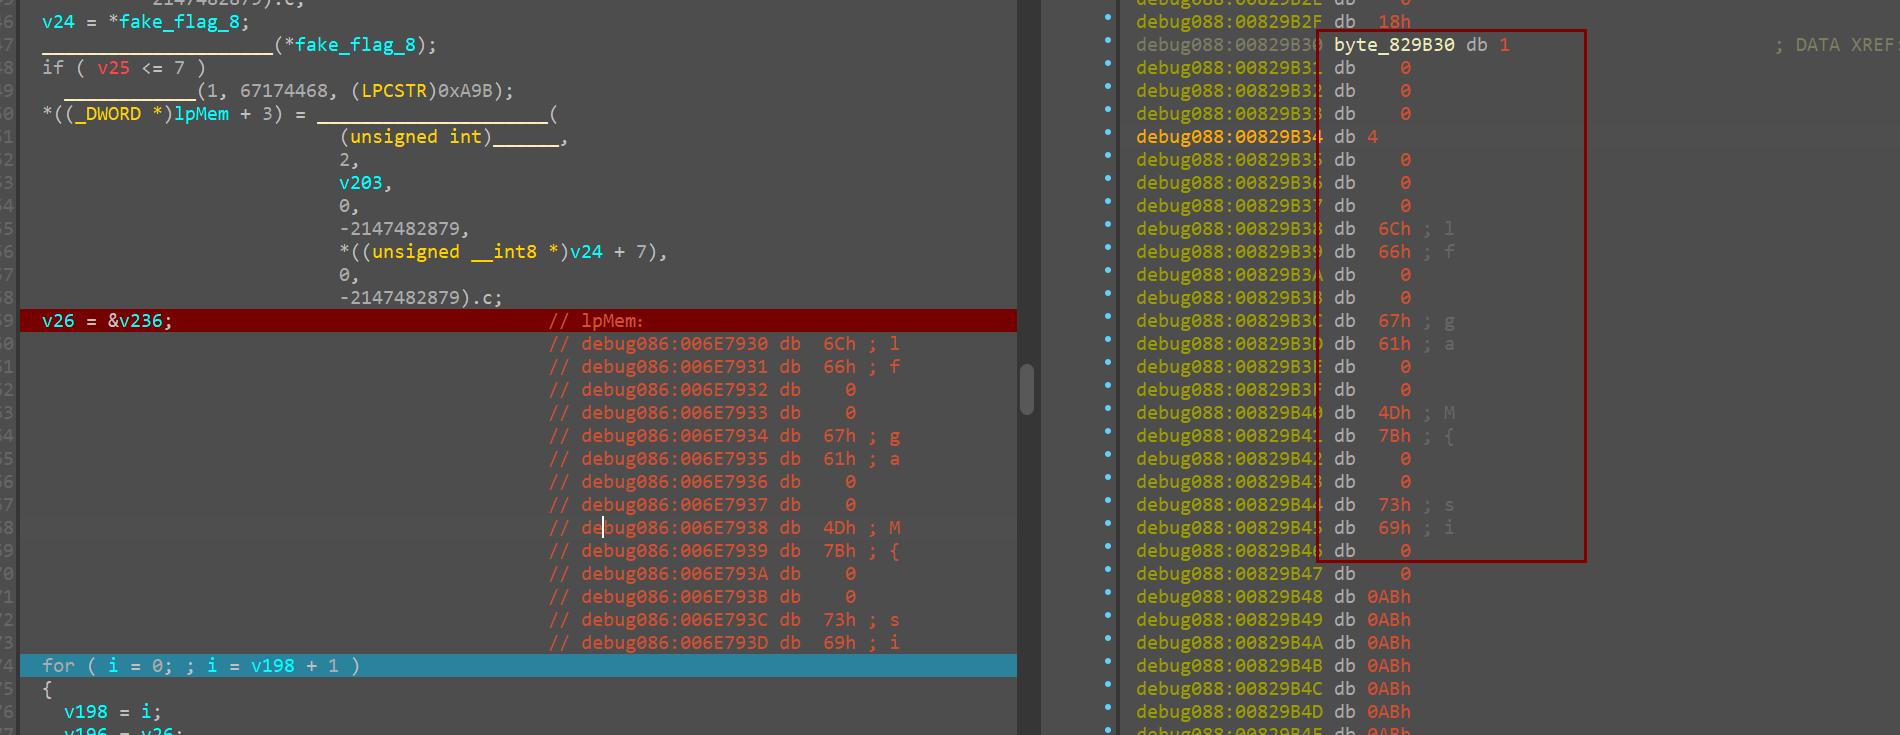 v24 = *fake_flag_8;
_____________________(*fake_flag_8);
if ( v25 <= 7 )
____________(1, 67174468, (LPCSTR)0xA9B);
*((_DWORD *)lpMem + 3) = _____________________(
(unsigned int)______,
2,
v203,
0,
-2147482879,
*((unsigned __int8 *)v24 + 7),
0,
-2147482879).c;
v26 = &v236; // lpMem:
// debug086:006E7930 db 6Ch ; l
// debug086:006E7931 db 66h ; f
// debug086:006E7932 db 0
// debug086:006E7933 db 0
// debug086:006E7934 db 67h ; g
// debug086:006E7935 db 61h ; a
// debug086:006E7936 db 0
// debug086:006E7937 db 0
// debug086:006E7938 db 4Dh ; M
// debug086:006E7939 db 7Bh ; {
// debug086:006E793A db 0
// debug086:006E793B db 0
// debug086:006E793C db 73h ; s
// debug086:006E793D db 69h ; i
for ( i = 0; ; i = v198 + 1 )
{
v198 = i;
debug088:00829B2F db 18h
debug088:00829B30 byte_829B30 db 1 ; DATA XREF:
debug088:00829B31 db 0
debug088:00829B32 db 0
debug088:00829B33 db 0
debug088:00829B34 db 4
debug088:00829B35 db 0
debug088:00829B36 db 0
debug088:00829B37 db 0
debug088:00829B38 db 6Ch ; l
debug088:00829B39 db 66h ; f
debug088:00829B3A db 0
debug088:00829B3B db 0
debug088:00829B3C db 67h ; g
debug088:00829B3D db 61h ; a
debug088:00829B3E db 0
debug088:00829B3F db 0
debug088:00829B40 db 4Dh ; M
debug088:00829B41 db 7Bh ; {
debug088:00829B42 db 0
debug088:00829B43 db 0
debug088:00829B44 db 73h ; s
debug088:00829B45 db 69h ; i
debug088:00829B46 db 0
debug088:00829B47 db 0
debug088:00829B48 db 0ABh
debug088:00829B49 db 0ABh
debug088:00829B4A db 0ABh
debug088:00829B4B db 0ABh
debug088:00829B4C db 0ABh
debug088:00829B4D db 0ABh